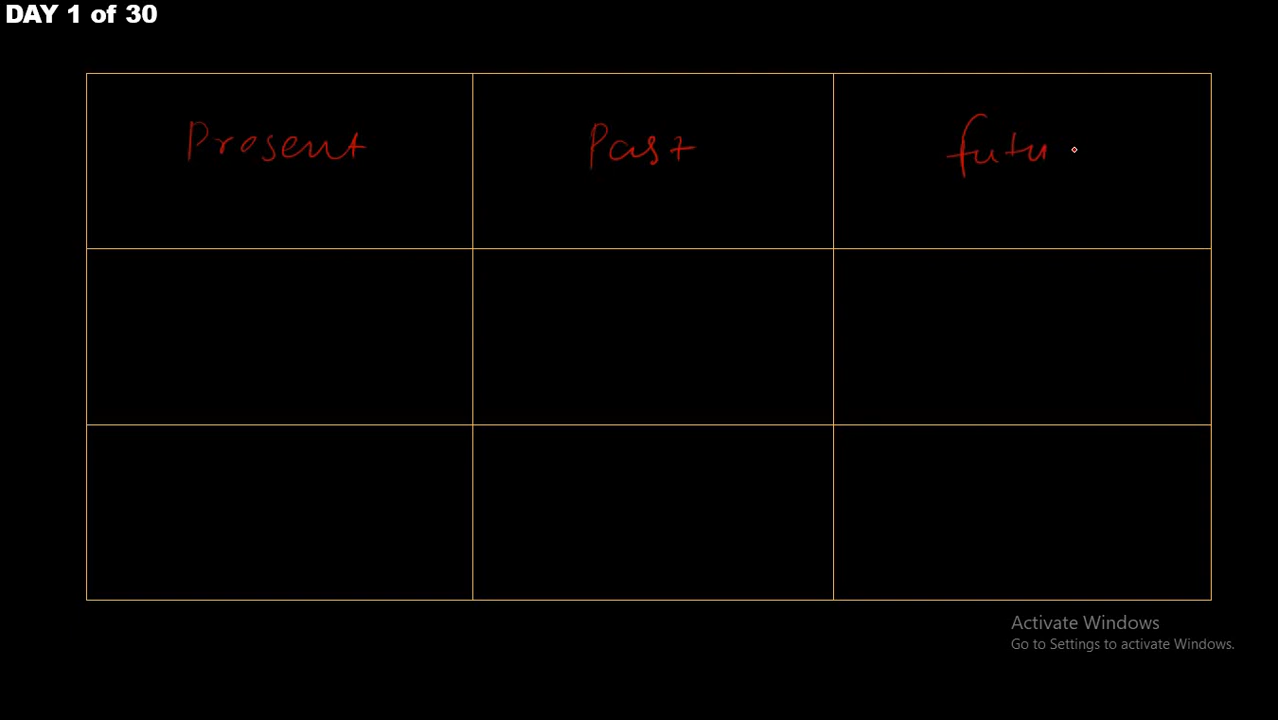 DAY 1 of 30
Present
Past
futu
Activate Windows
Go to Settings to activate Windows.